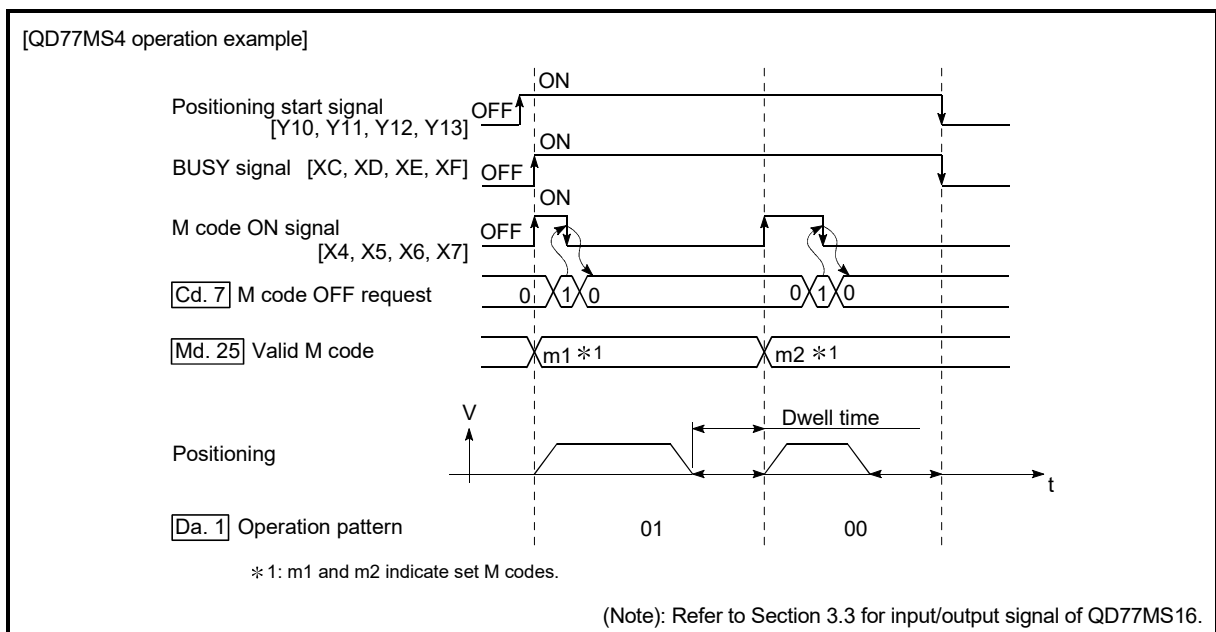 [QD77MS4 operation example]
ON
Positioning start signal
OFF
[Y10, Y11, Y12, Y13]
ON
BUSY signal [XC, XD, XE, XF]
OFF
ON
M code ON signal
OFF
[X4, X5, X6, X7]
Cd. 7 M code OFF request
0 1 0 0 1 0
Md. 25 Valid M code
m1 *1 m2 *1
V
Dwell time
Positioning
t
Da. 1 Operation pattern
01 00
*1: m1 and m2 indicate set M codes.
(Note): Refer to Section 3.3 for input/output signal of QD77MS16.